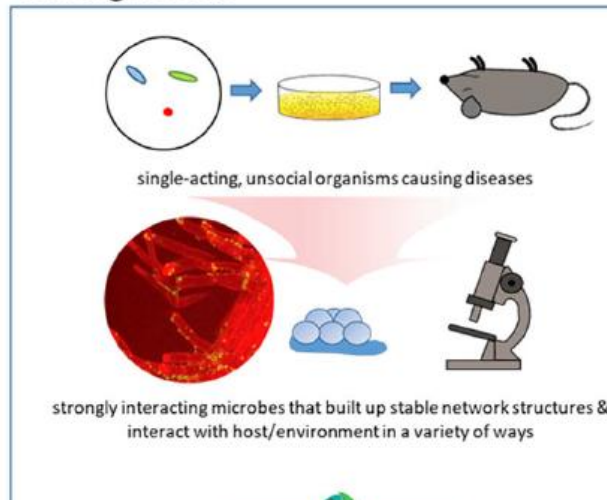 single-acting, unsocial organisms causing diseases
strongly interacting microbes that built up stable network structures &
interact with host/environment in a variety of ways